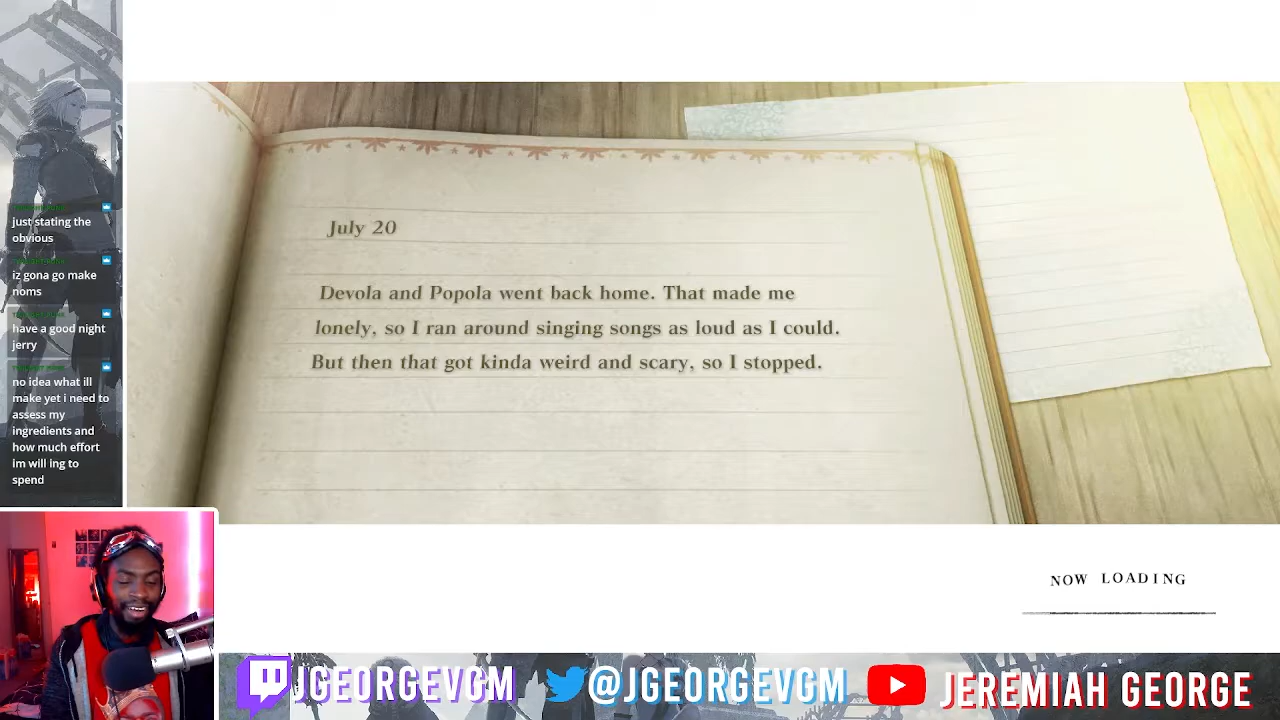 just stating the
obvious
iz gona go make
noms
have a good night
jerry
no idea what ill
make yet i need to
assess my
ingredients and
how much effort
im will ing to
spend
July 20
Devola and Popola went back home. That made me
lonely, so I ran around singing songs as loud as I could.
But then that got kinda weird and scary, so I stopped.
NOW LOADING
JGEORGEVGM
@JGEORGEVGM
JEREMIAH GEORGE